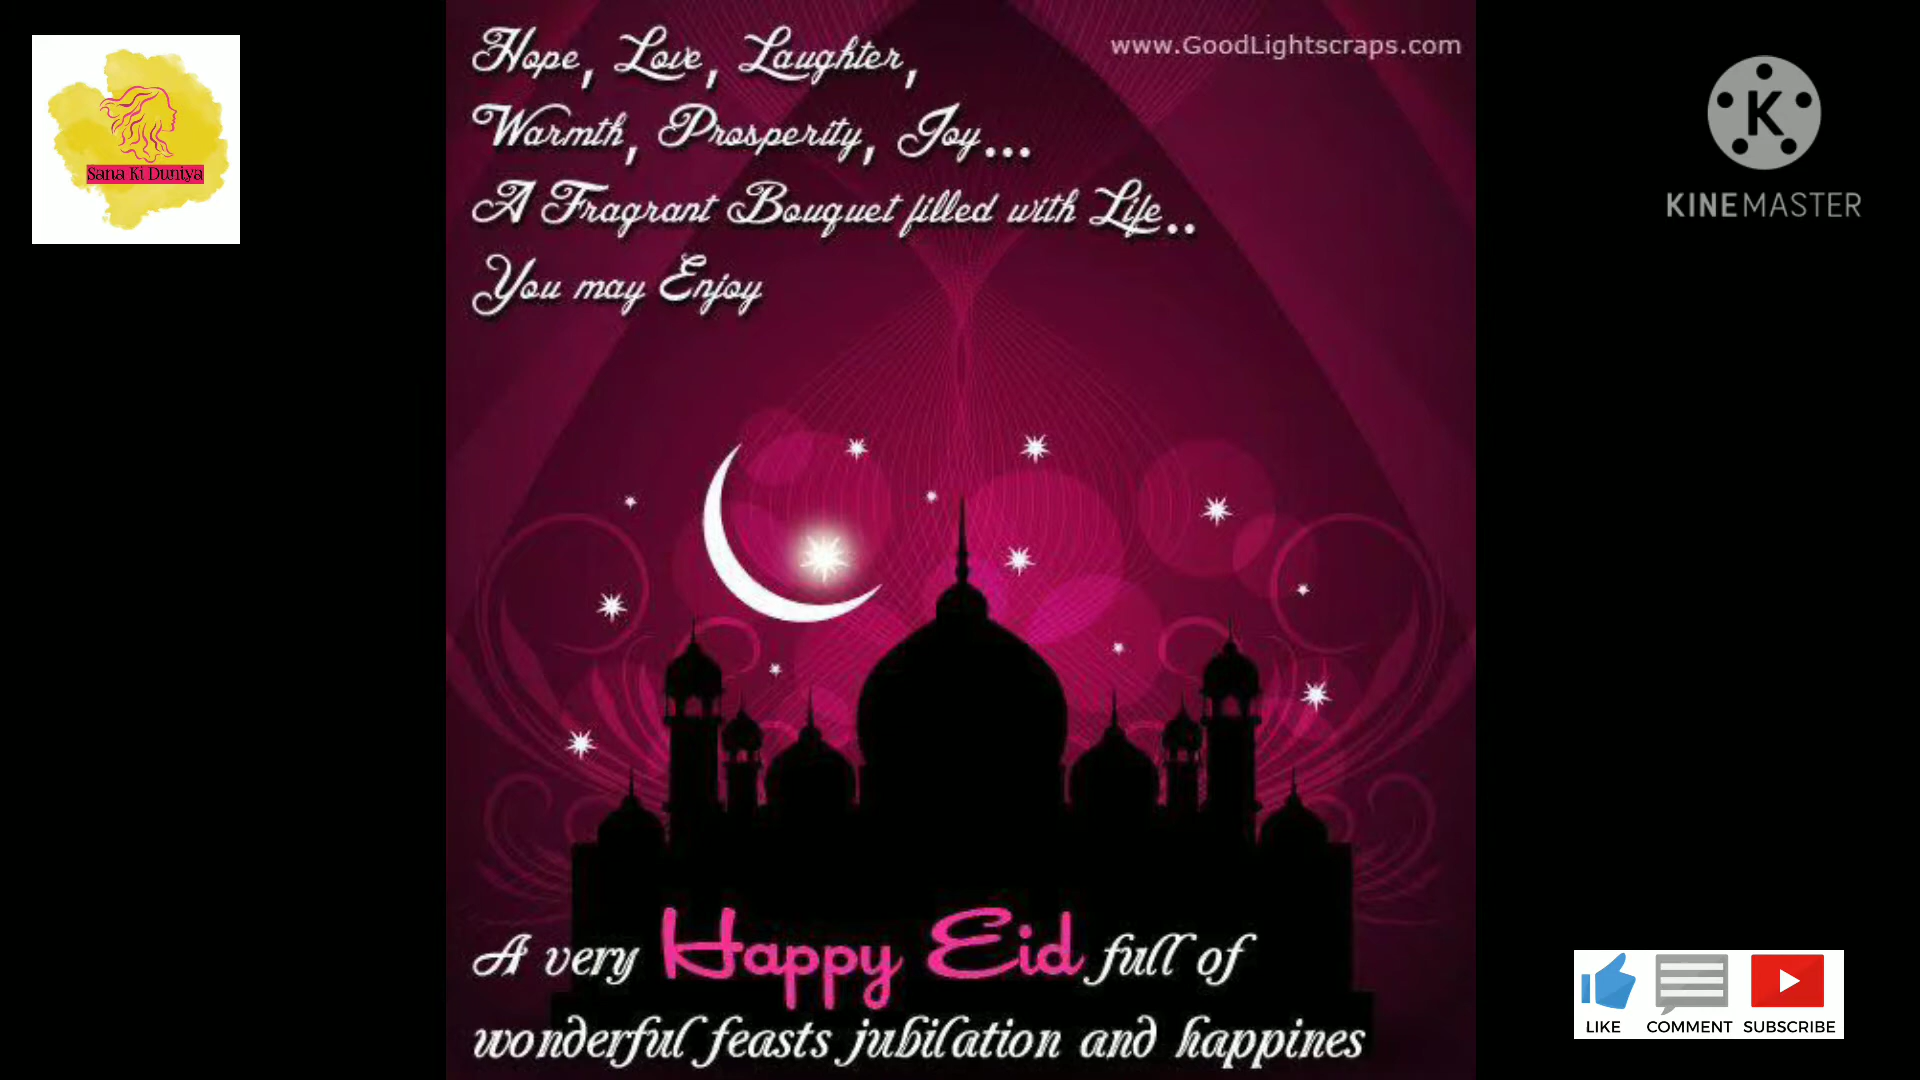 Hope, Love, Laughter,
www.GoodLightscraps.com
Warmth, Prosperity, Joy...
A Fragrant Bouquet filled with Life..
You may Enjoy
A very Happy Eid full of
wonderful feasts jubilation and happines
Sana Ki Duniya
K
KINEMASTER
LIKE COMMENT SUBSCRIBE